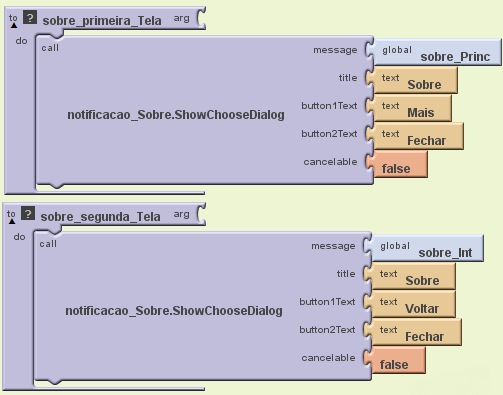 to ? sobre_primeira_Tela arg
do call message global sobre_Princ
title text Sobre
button1Text text Mais
notificacao_Sobre.ShowChooseDialog
button2Text text Fechar
cancelable false
to ? sobre_segunda_Tela arg
do call message global sobre_Int
title text Sobre
button1Text text Voltar
notificacao_Sobre.ShowChooseDialog
button2Text text Fechar
cancelable false